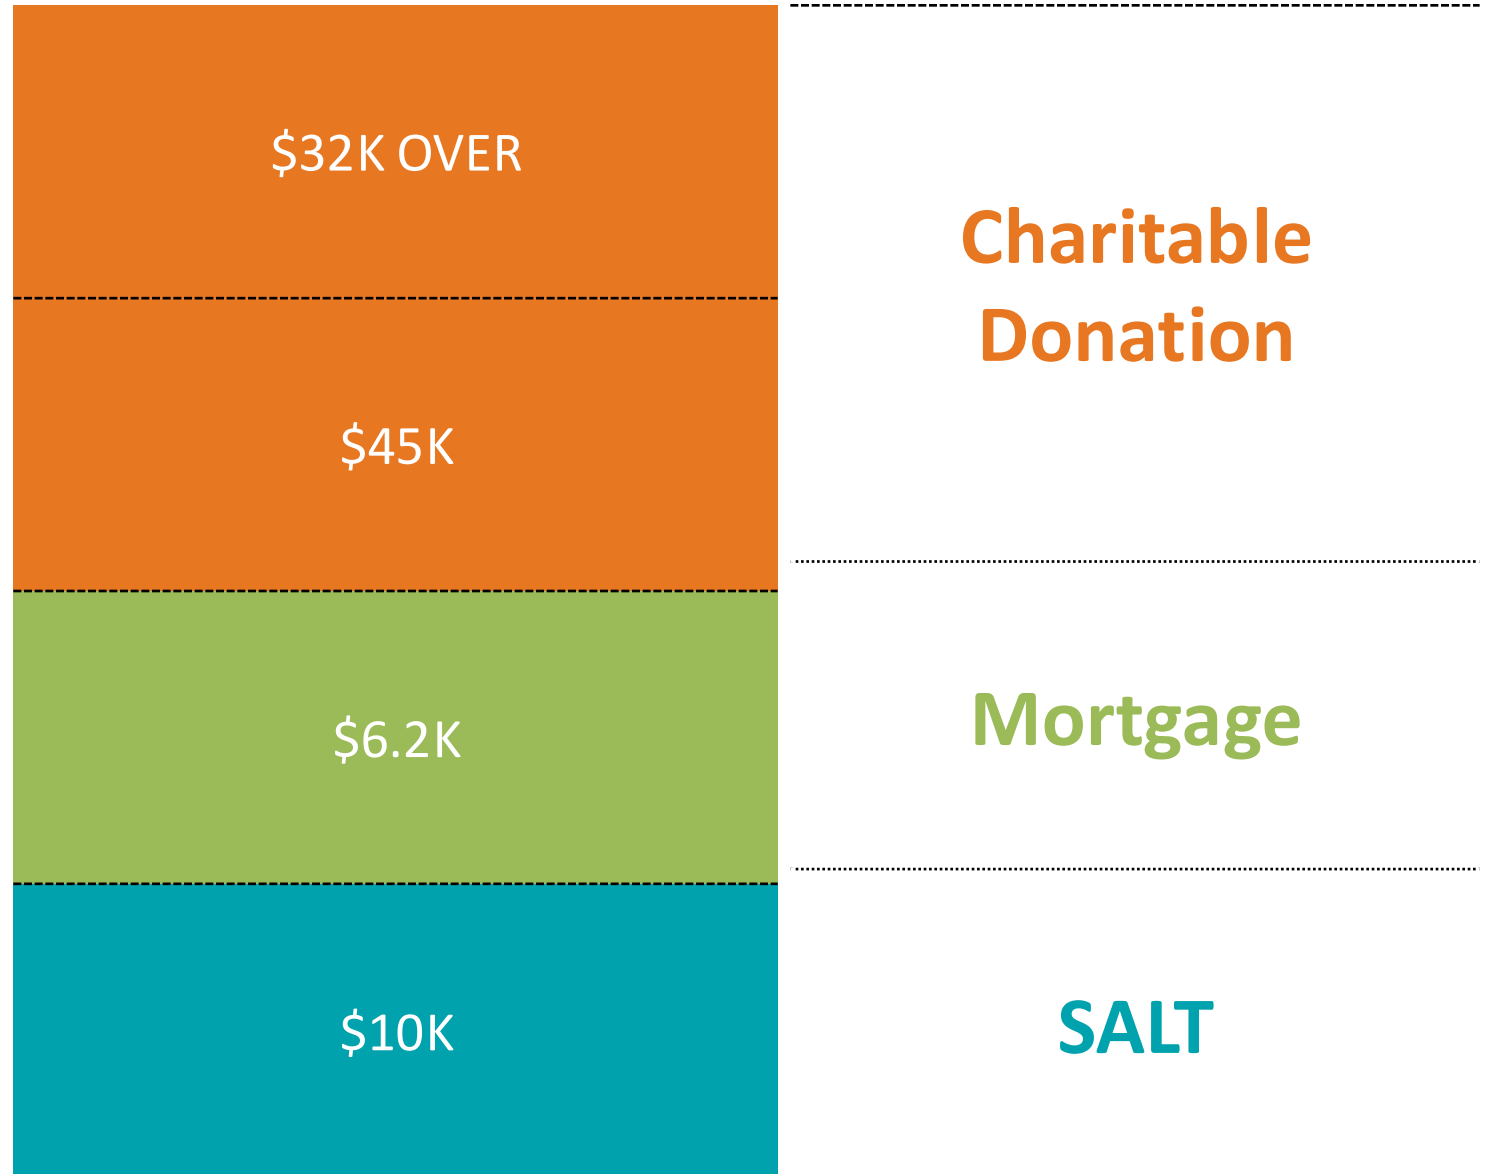 $32K OVER
$45K
$6.2K
$10K
Charitable
Donation
Mortgage
SALT